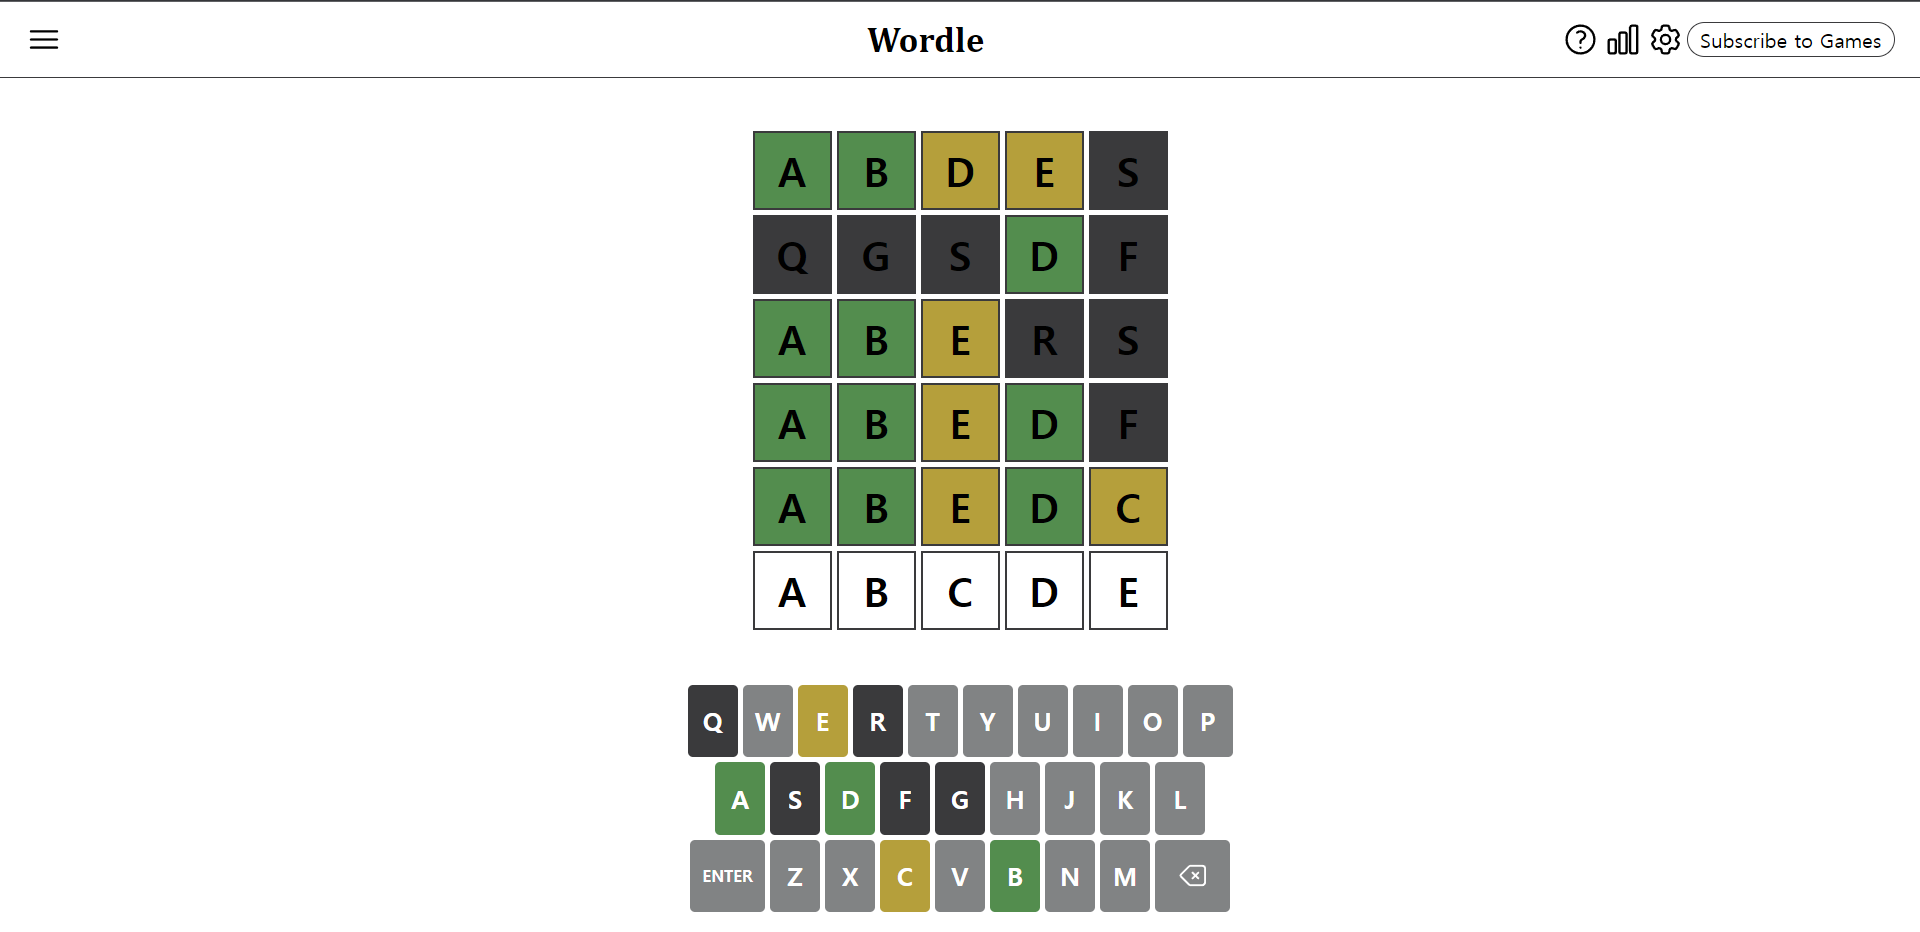 Wordle
? Subscribe to Games
A B D E S
Q G S D F
A B E R S
A B E D F
A B E D C
A B C D E
Q W E R T Y U I O P
A S D F G H J K L
ENTER Z X C V B N M